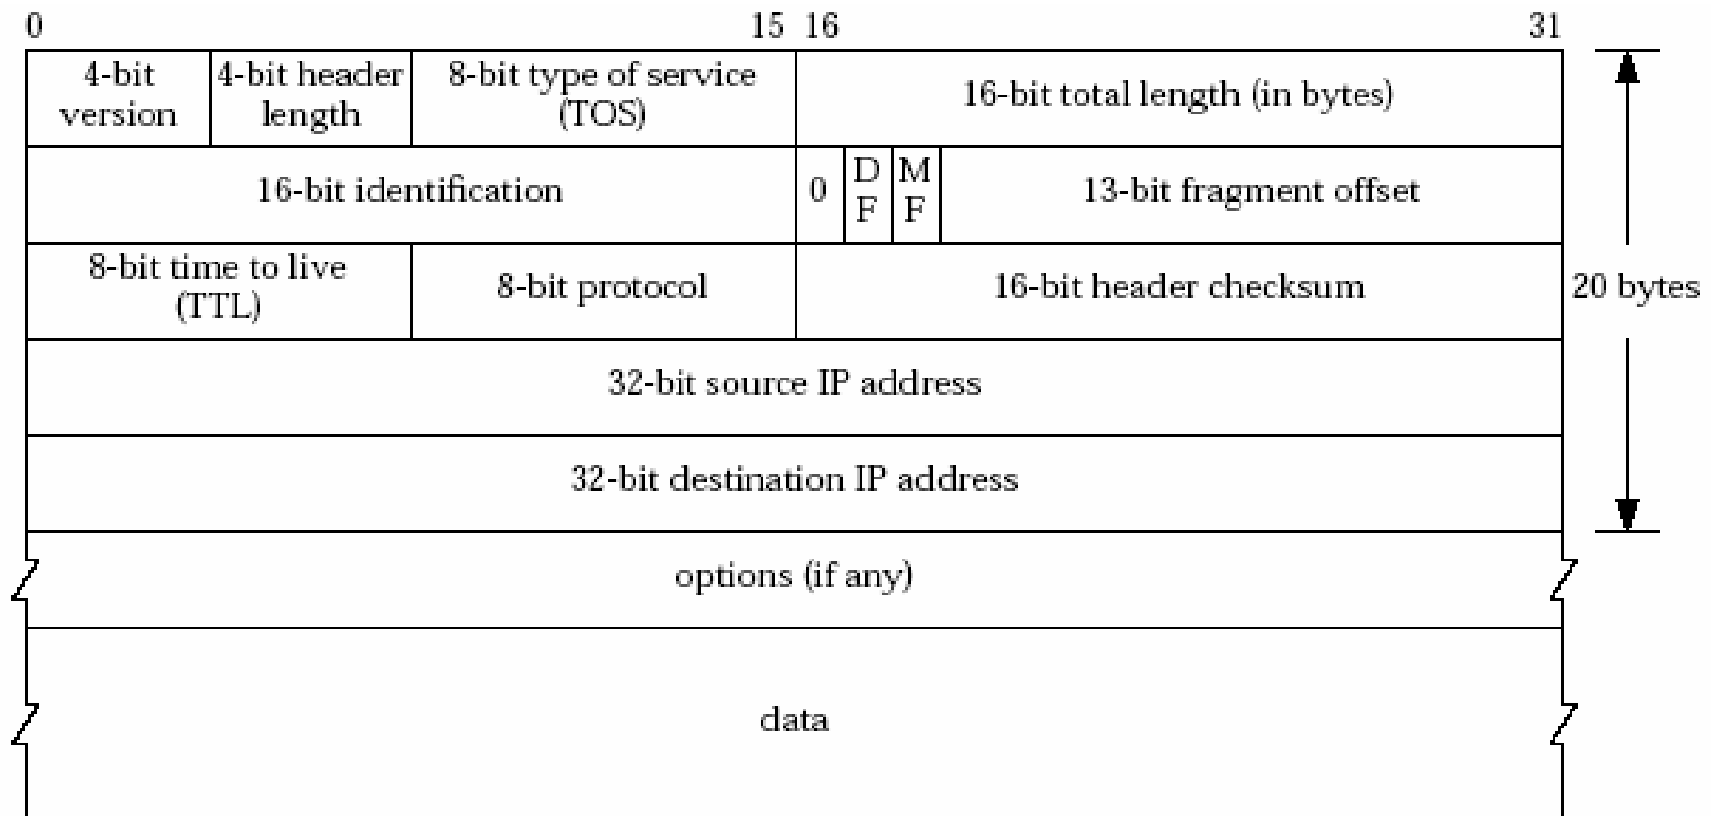 0 15 16 31
4-bit version
4-bit header length
8-bit type of service (TOS)
16-bit total length (in bytes)
16-bit identification
0
DF
MF
13-bit fragment offset
8-bit time to live (TTL)
8-bit protocol
16-bit header checksum
20 bytes
32-bit source IP address
32-bit destination IP address
options (if any)
data